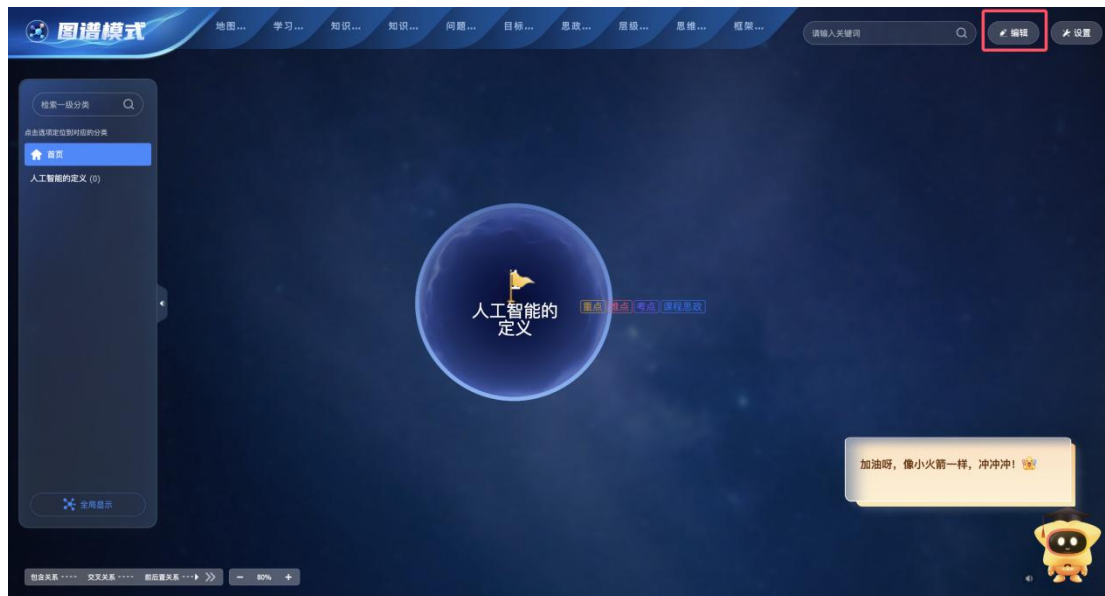 图谱模式
地图...
学习...
知识...
知识...
问题...
目标...
思政...
层级...
思维...
框架...
请输入关键词
编辑
设置
检索一级分类
点击选项定位到对应的分类
首页
人工智能的定义 (0)
人工智能的
定义
重点 难点 考点 课程思政
加油呀，像小火箭一样，冲冲冲！
全局显示
包含关系 ---- 交叉关系 ---- 前后置关系 ----
− 80% +